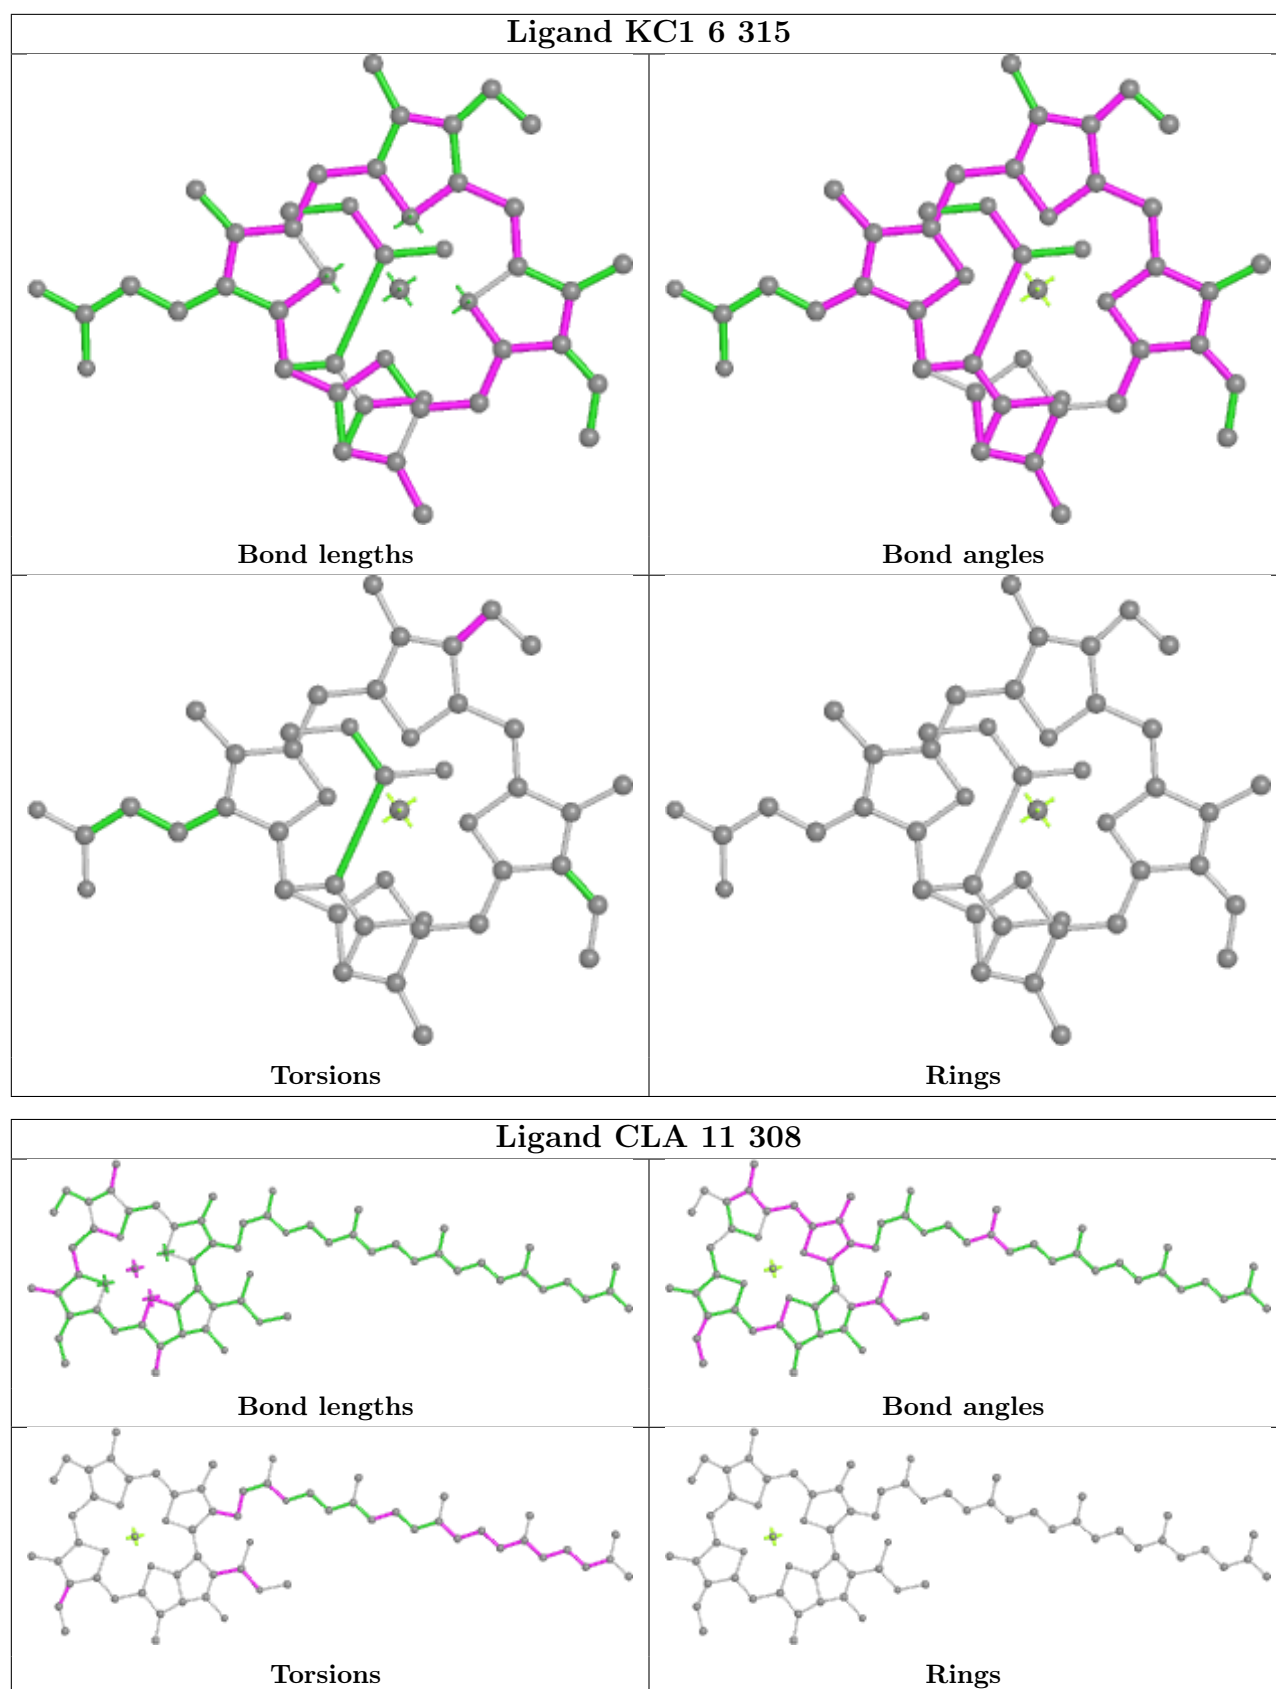 Ligand KC1 6 315
Bond lengths
Bond angles
Torsions
Rings
Ligand CLA 11 308
Bond lengths
Bond angles
Torsions
Rings